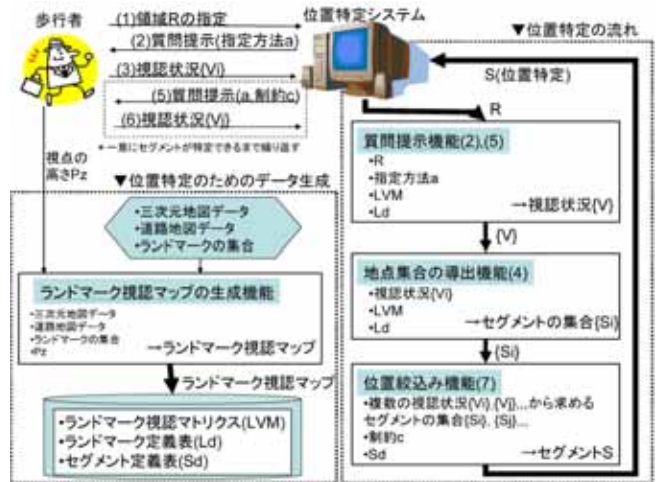 歩行者
(1)領域Rの指定
位置特定システム
(2)質問提示(指定方法a)
(3)視認状況{Vi}
(5)質問提示(a,制約c)
(6)視認状況{Vj}
* 一意にセグメントが特定できるまで繰り返す
視点の
高さPz
▼位置特定のためのデータ生成
•三次元地図データ
•道路地図データ
•ランドマークの集合
ランドマーク視認マップの生成機能
•三次元地図データ
•道路地図データ
•ランドマークの集合
•Pz
→ランドマーク視認マップ
ランドマーク視認マップ
•ランドマーク視認マトリクス(LVM)
•ランドマーク定義表(Ld)
•セグメント定義表(Sd)
▼位置特定の流れ
S(位置特定)
R
質問提示機能(2),(5)
•R
•指定方法a
•LVM
•Ld
→視認状況{V}
{V}
地点集合の導出機能(4)
•視認状況{Vi}
•LVM
•Ld
→セグメントの集合{Si}
{Si}
位置絞込み機能(7)
•複数の視認状況{Vi},{Vj}...から求める
セグメントの集合{Si}, {Sj}...
•制約c
•Sd
→セグメントS